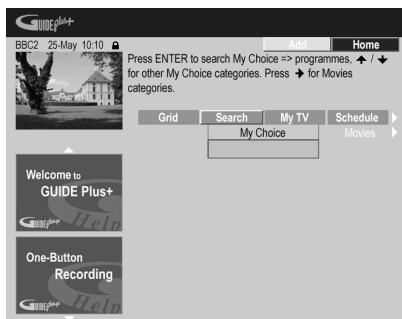 GUIDEplus+
BBC2 25-May 10:10
Add Home
Press ENTER to search My Choice => programmes, ↑ / ↓
for other My Choice categories. Press → for Movies
categories.
Grid Search My TV Schedule
My Choice Movies
Welcome to
GUIDE Plus+
GUIDEplus+ Help
One-Button
Recording
GUIDEplus+ Help